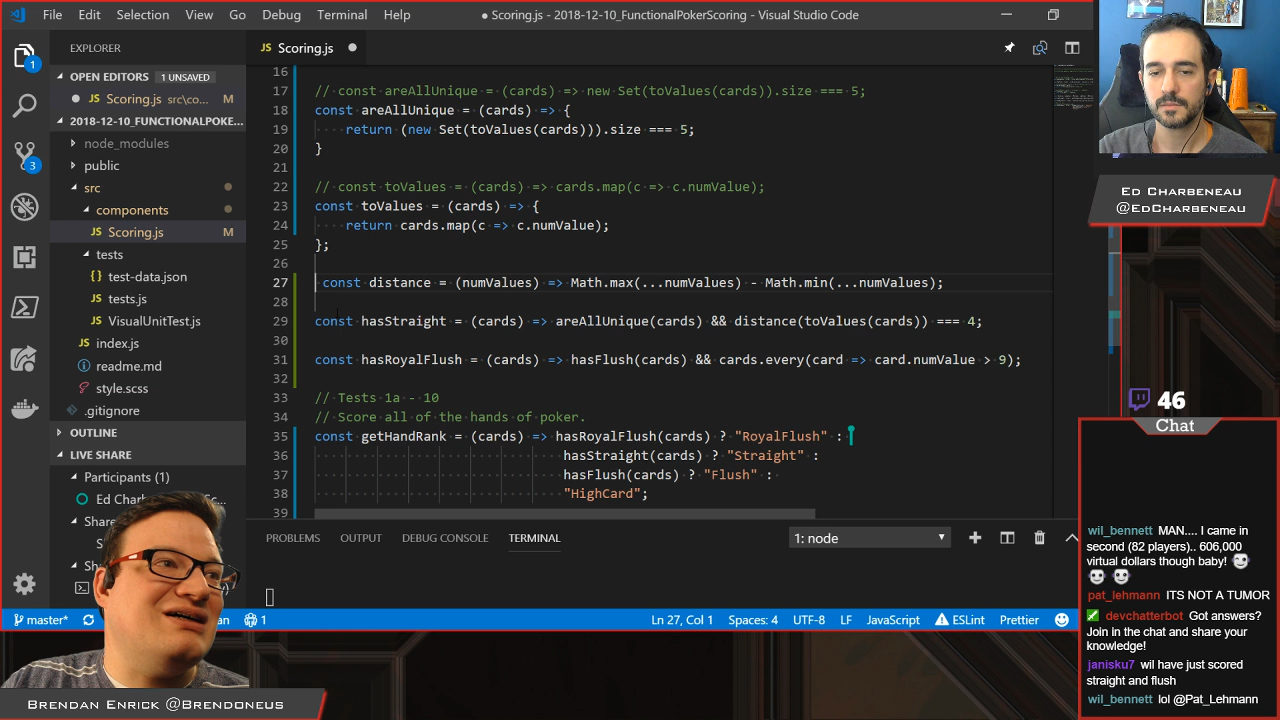 File Edit Selection View Go Debug Terminal Help
● Scoring.js - 2018-12-10_FunctionalPokerScoring - Visual Studio Code
EXPLORER
OPEN EDITORS 1 UNSAVED
● JS Scoring.js src\co... M
2018-12-10_FUNCTIONALPOKE...
node_modules
public
src
components
JS Scoring.js M
tests
{} test-data.json
JS tests.js
JS VisualUnitTest.js
JS index.js
readme.md
style.scss
.gitignore
OUTLINE
LIVE SHARE
Participants (1)
1
3
JS Scoring.js ●
16
17 // const areAllUnique = (cards) => new Set(toValues(cards)).size === 5;
18 allUnique = (cards) => {
19 return (new Set(toValues(cards))).size === 5;
20 }
21
22 // const toValues = (cards) => cards.map(c => c.numValue);
23 const toValues = (cards) => {
24 return cards.map(c => c.numValue);
25 };
26
27 const distance = (numValues) => Math.max(...numValues) - Math.min(...numValues);
28
29 const hasStraight = (cards) => areAllUnique(cards) && distance(toValues(cards)) === 4;
30
31 const hasRoyalFlush = (cards) => hasFlush(cards) && cards.every(card => card.numValue > 9);
32
33 // Tests 1a - 10
34 // Score all of the hands of poker.
35 const getHandRank = (cards) => hasRoyalFlush(cards) ? "RoyalFlush" :
36 hasStraight(cards) ? "Straight" :
37 hasFlush(cards) ? "Flush" :
38 "HighCard";
39
PROBLEMS OUTPUT DEBUG CONSOLE TERMINAL
1: node
master*
1
Ln 27, Col 1 Spaces: 4 UTF-8 LF JavaScript ESLint Prettier
Brendan Enrick @Brendoneus
Ed Charbeneau
@EdCharbeneau
46
Chat
wil_bennett MAN.... I came in
second (82 players).. 606,000
virtual dollars though baby!
pat_lehmann ITS NOT A TUMOR
devchatterbot Got answers?
Join in the chat and share your
knowledge!
janisku7 wil have just scored
straight and flush
wil_bennett lol @Pat_Lehmann